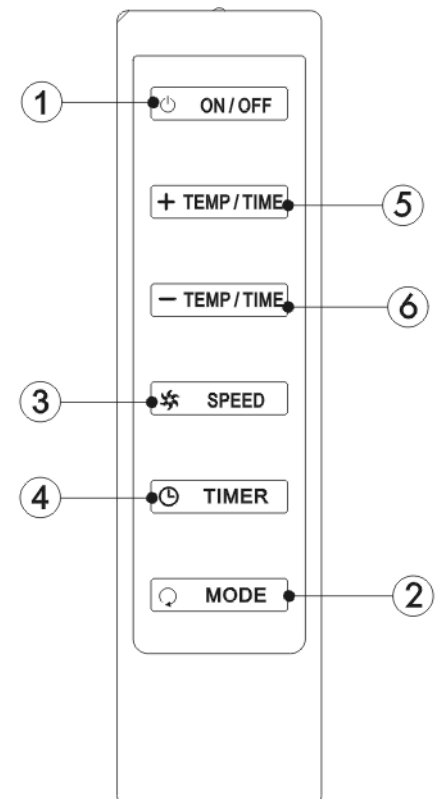 1 ON / OFF
+ TEMP / TIME 5
− TEMP / TIME 6
3 SPEED
4 TIMER
MODE 2